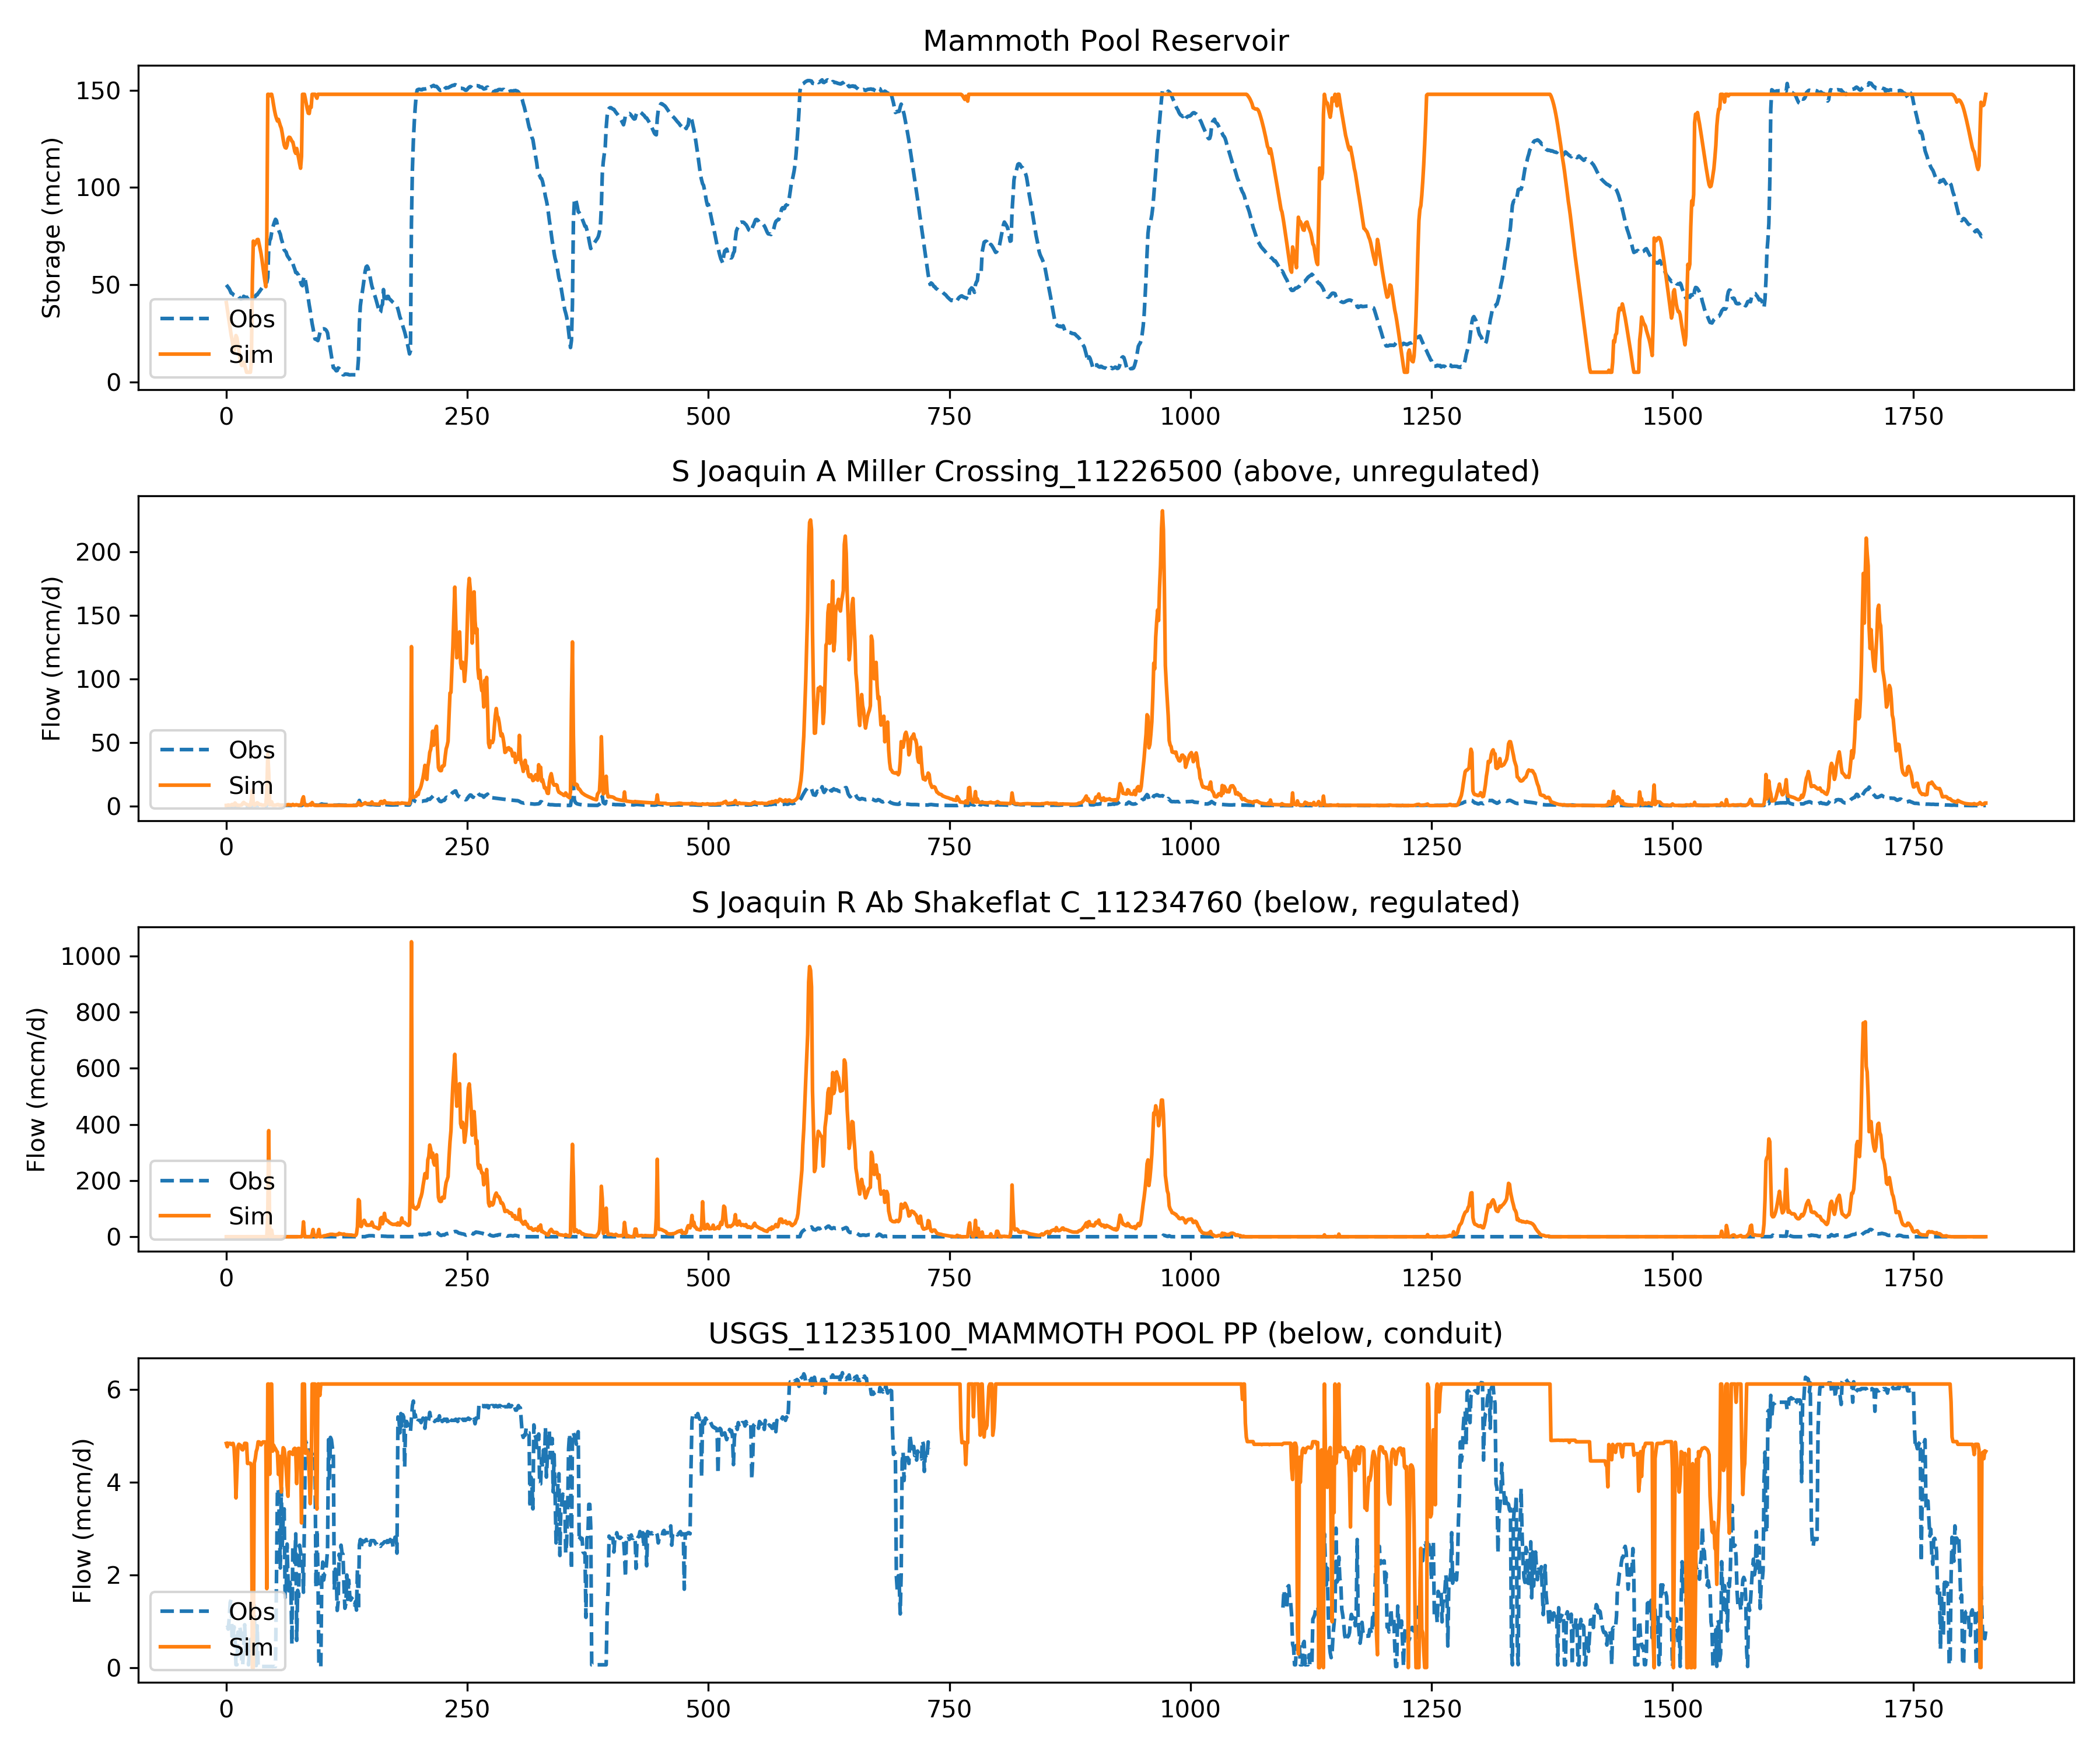 Mammoth Pool Reservoir
Storage (mcm)
150
100
50
0
Obs
Sim
0 250 500 750 1000 1250 1500 1750
S Joaquin A Miller Crossing_11226500 (above, unregulated)
Flow (mcm/d)
200
150
100
50
0
Obs
Sim
0 250 500 750 1000 1250 1500 1750
S Joaquin R Ab Shakeflat C_11234760 (below, regulated)
Flow (mcm/d)
1000
800
600
400
200
0
Obs
Sim
0 250 500 750 1000 1250 1500 1750
USGS_11235100_MAMMOTH POOL PP (below, conduit)
Flow (mcm/d)
6
4
2
0
Obs
Sim
0 250 500 750 1000 1250 1500 1750